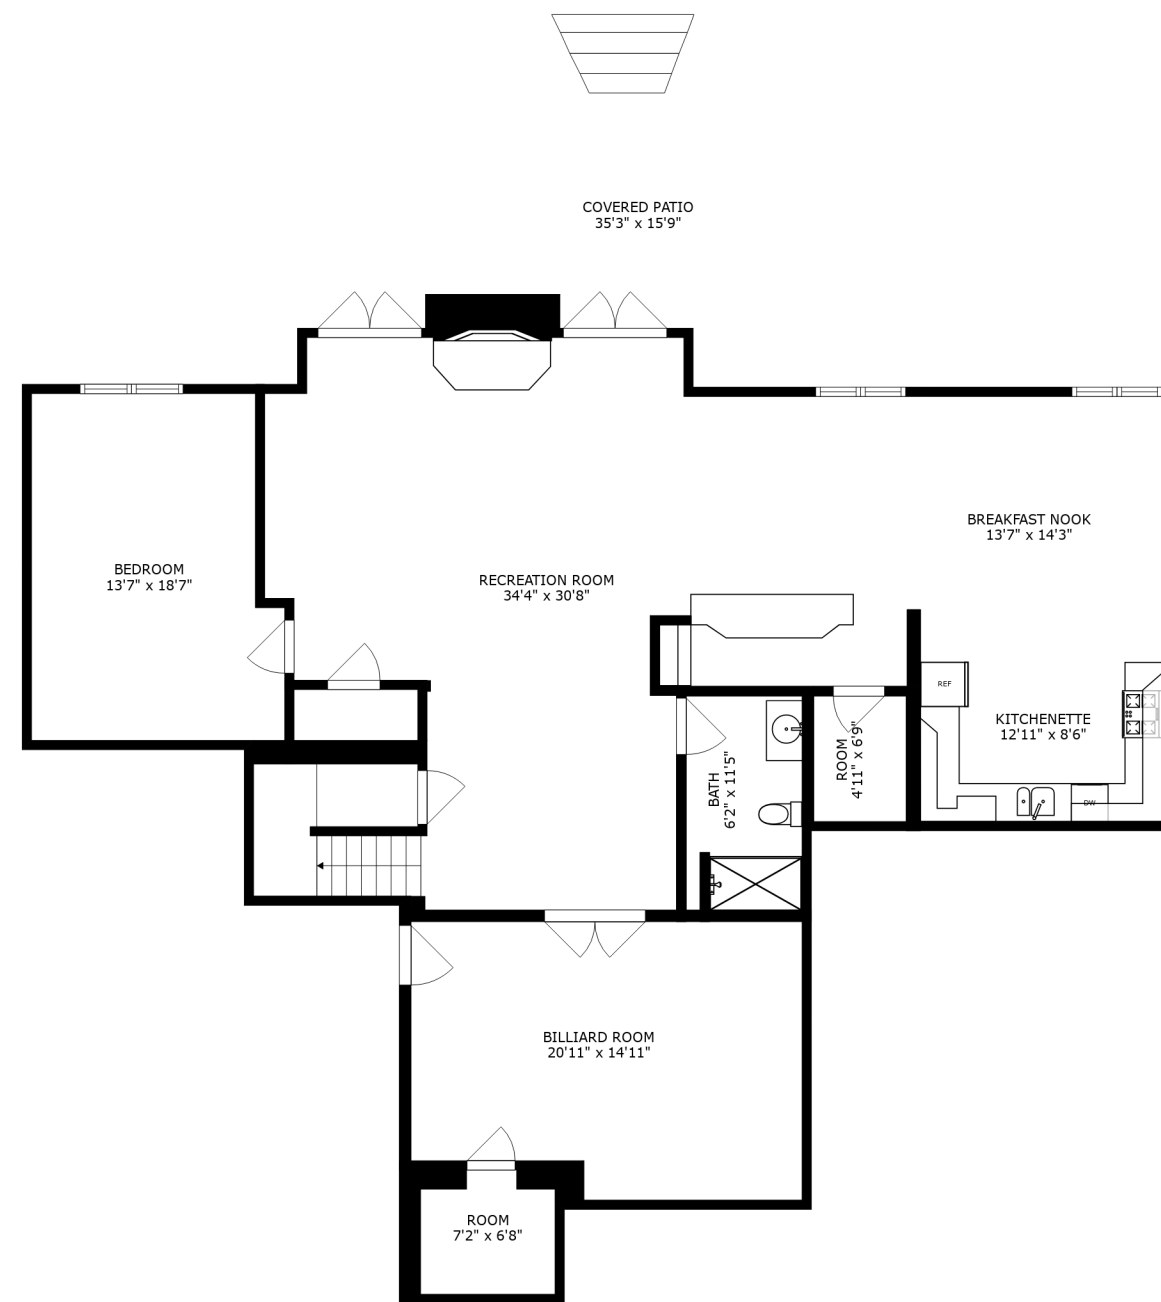 COVERED PATIO
35'3" x 15'9"
BREAKFAST NOOK
13'7" x 14'3"
BEDROOM
13'7" x 18'7"
RECREATION ROOM
34'4" x 30'8"
REF
KITCHENETTE
12'11" x 8'6"
ROOM
4'11" x 6'9"
BATH
6'2" x 11'5"
DW
BILLIARD ROOM
20'11" x 14'11"
ROOM
7'2" x 6'8"